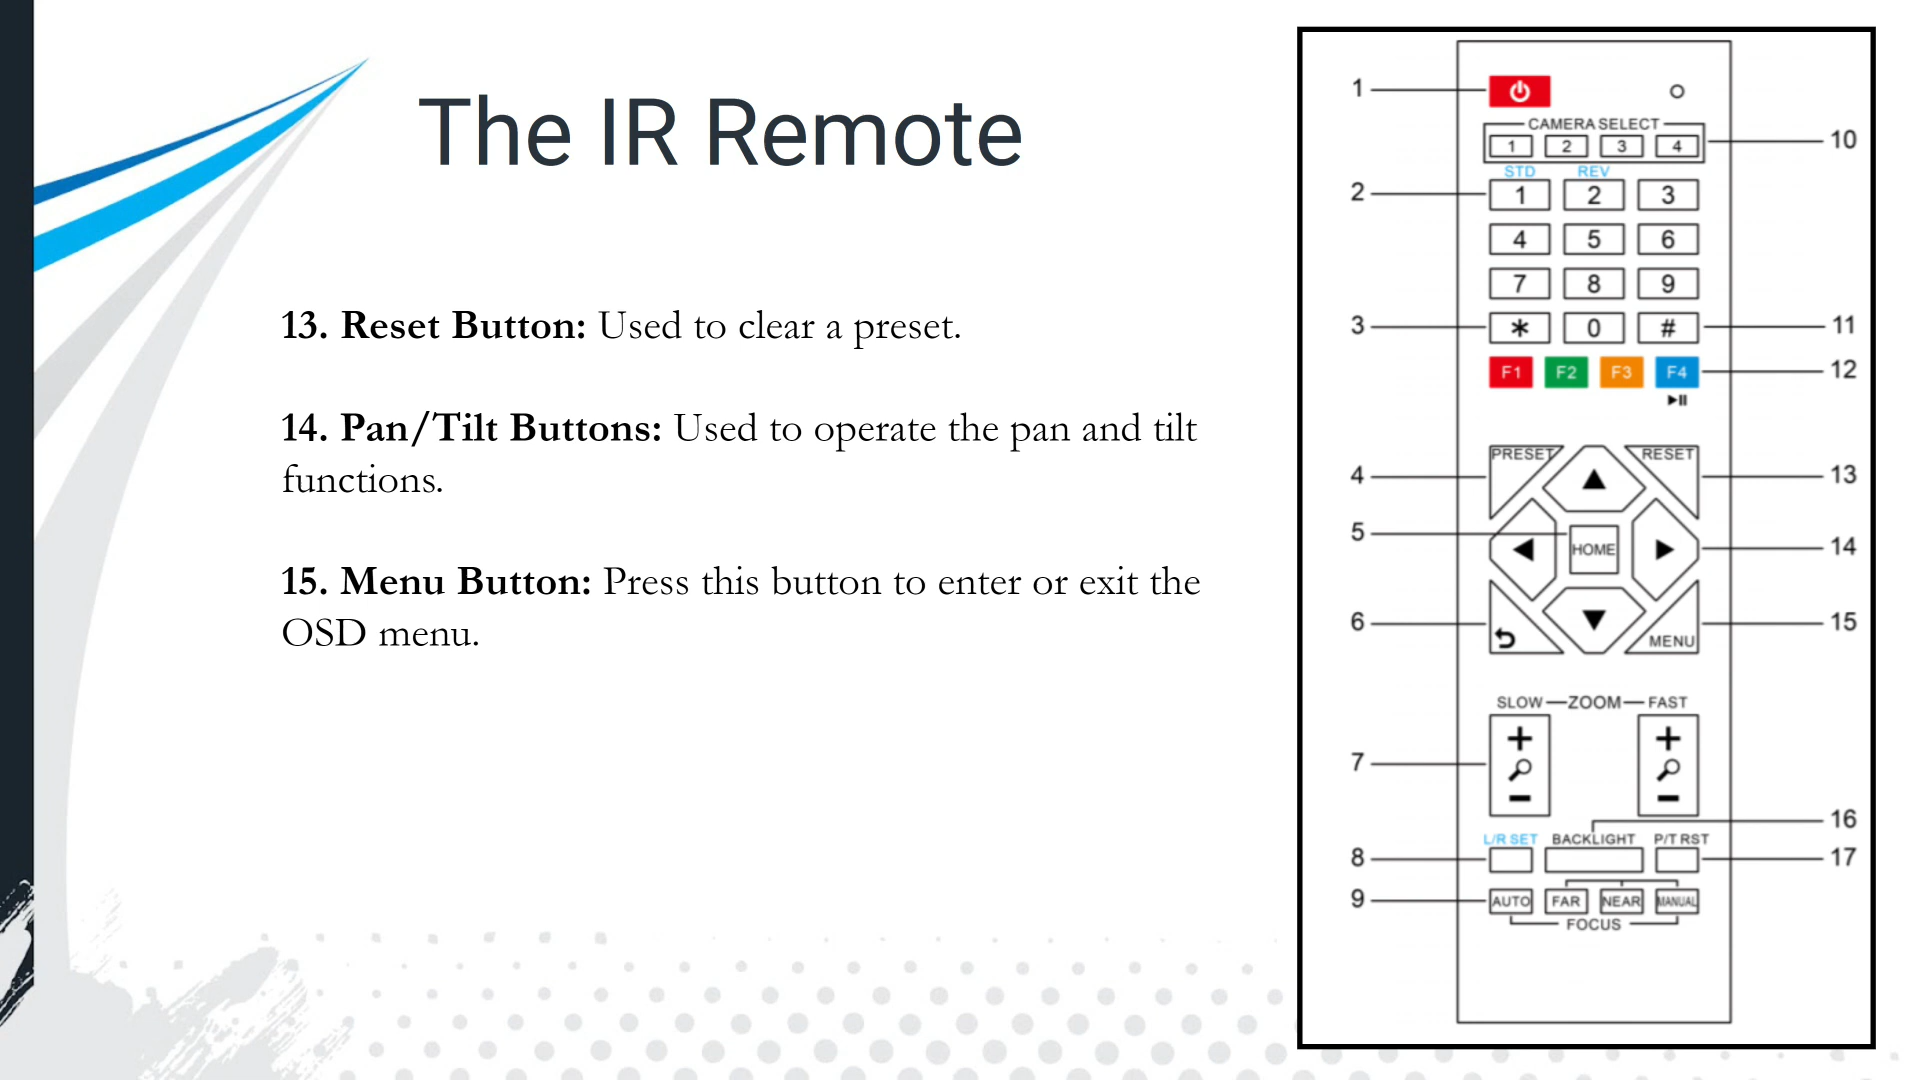 The IR Remote
13. Reset Button: Used to clear a preset.
14. Pan/Tilt Buttons: Used to operate the pan and tilt
functions.
15. Menu Button: Press this button to enter or exit the
OSD menu.
1
CAMERA SELECT
10
1 2 3 4
STD REV
2
1 2 3
4 5 6
7 8 9
3
* 0 #
11
F1 F2 F3 F4
12
PRESET RESET
4
13
5
HOME
14
6
MENU
15
SLOW ZOOM FAST
+ +
7
- -
16
L/R SET BACKLIGHT P/T RST
8
17
9
AUTO FAR NEAR MANUAL
FOCUS